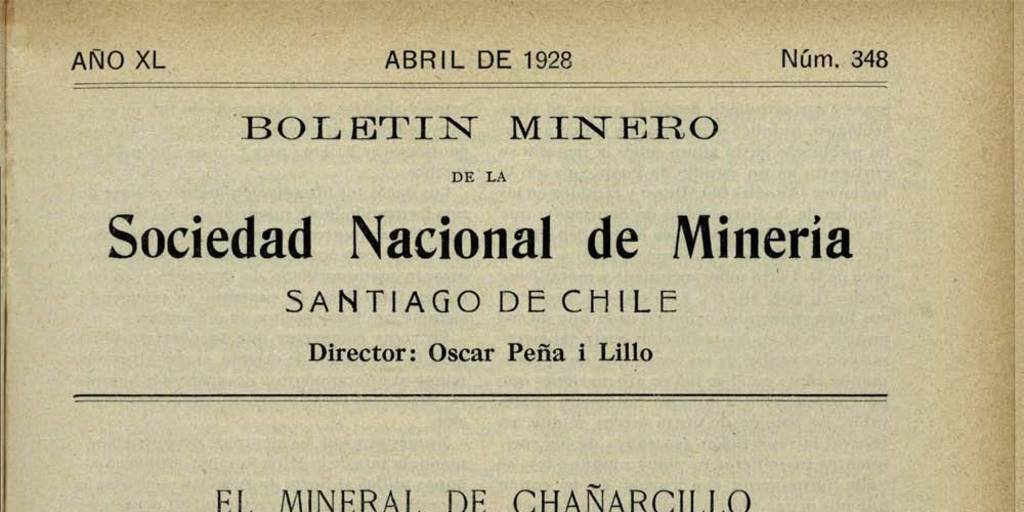 AÑO XL ABRIL DE 1928 Núm. 348
BOLETIN MINERO
DE LA
Sociedad Nacional de Minería
SANTIAGO DE CHILE
Director: Oscar Peña i Lillo
EL MINERAL DE CHAÑARCILLO